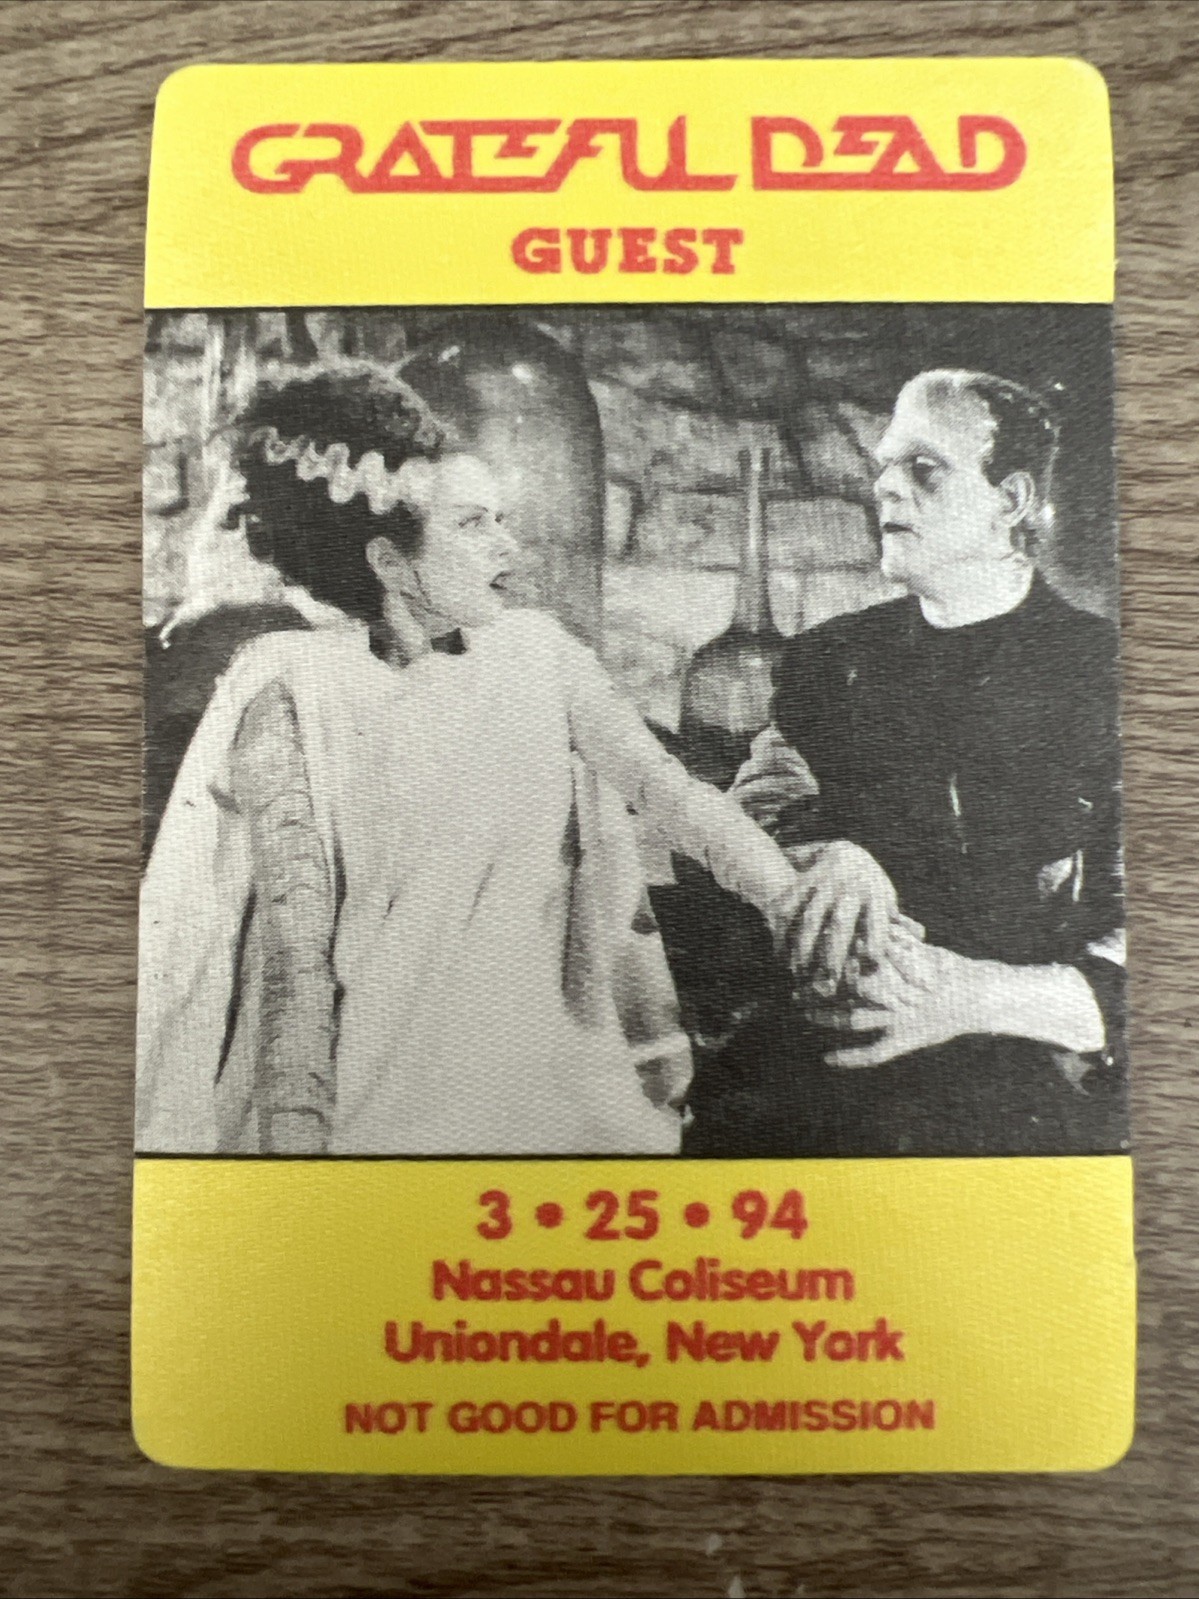 GRATEFUL DEAD
GUEST
3 • 25 • 94
Nassau Coliseum
Uniondale, New York
NOT GOOD FOR ADMISSION